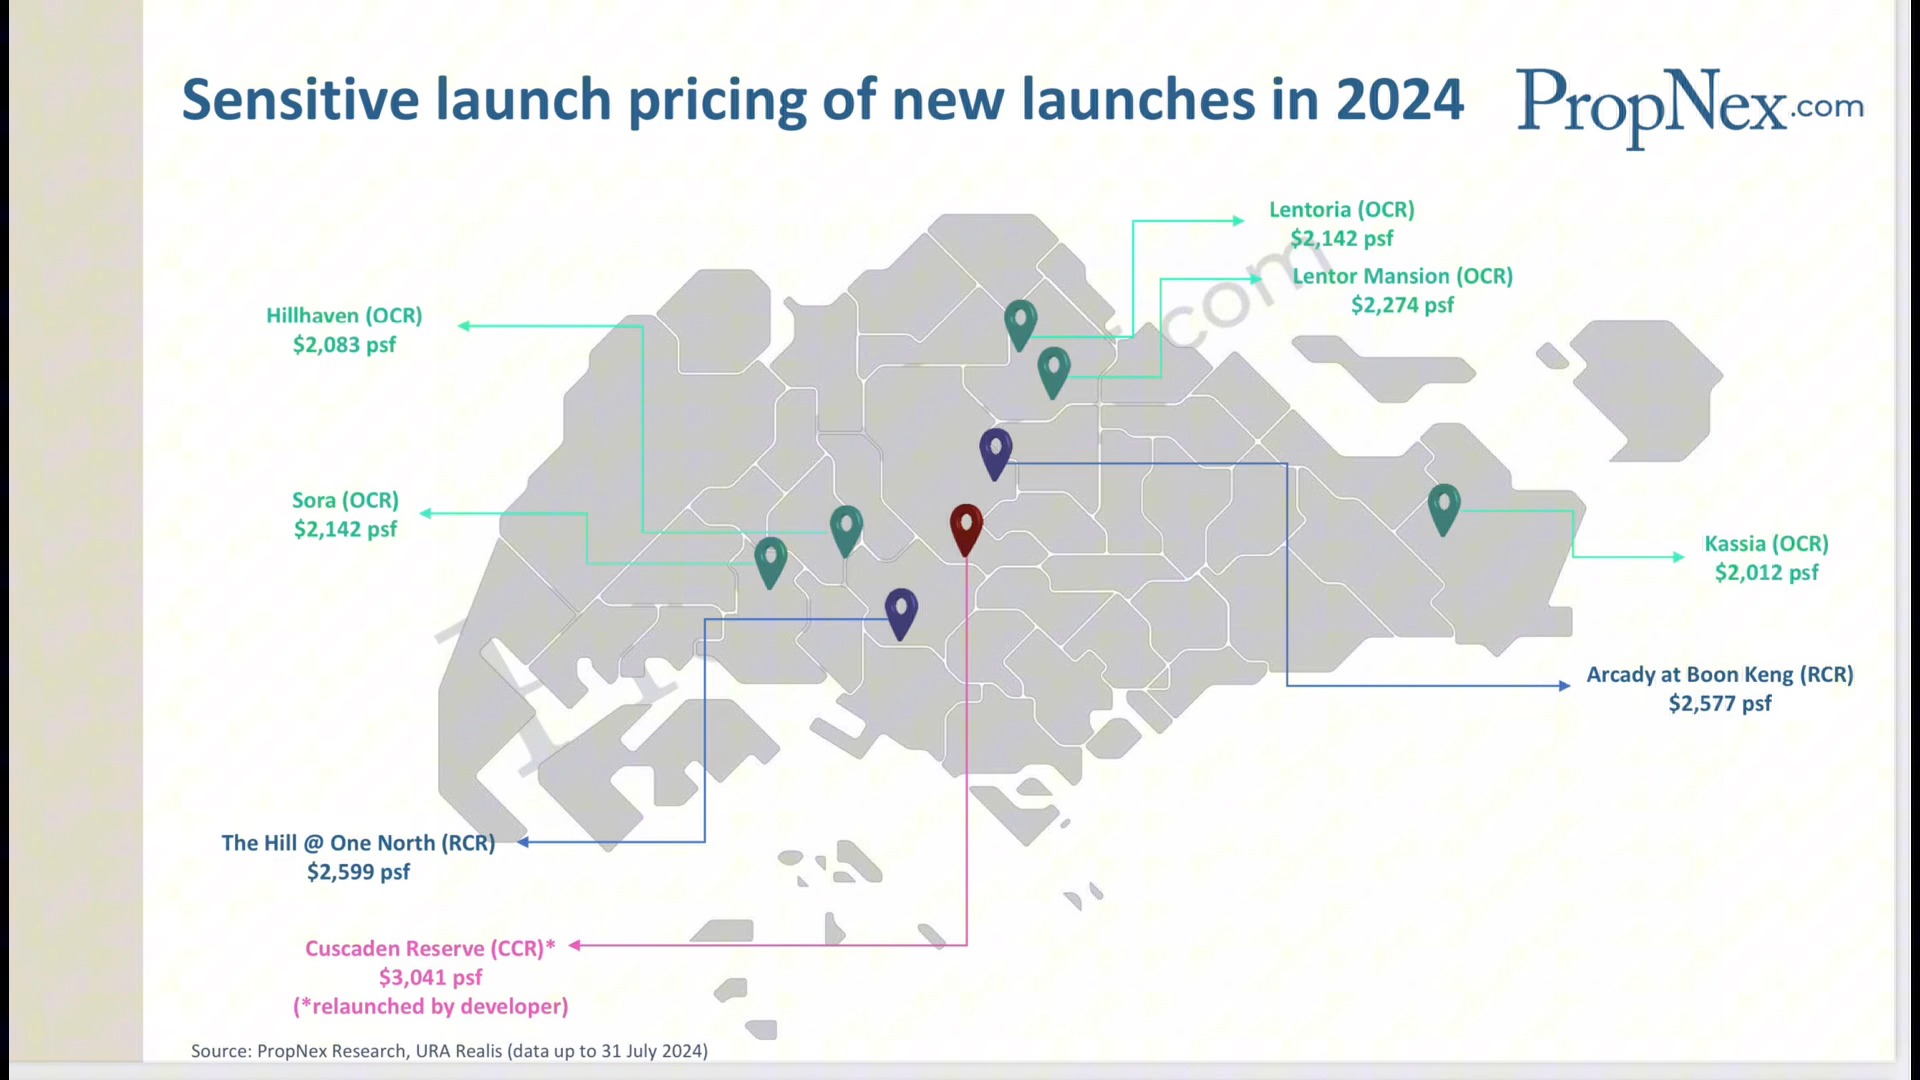 Sensitive launch pricing of new launches in 2024
PropNex.com
Lentoria (OCR)
$2,142 psf
Lentor Mansion (OCR)
$2,274 psf
Hillhaven (OCR)
$2,083 psf
Sora (OCR)
$2,142 psf
Kassia (OCR)
$2,012 psf
Arcady at Boon Keng (RCR)
$2,577 psf
The Hill @ One North (RCR)
$2,599 psf
Cuscaden Reserve (CCR)*
$3,041 psf
(*relaunched by developer)
Source: PropNex Research, URA Realis (data up to 31 July 2024)
.com